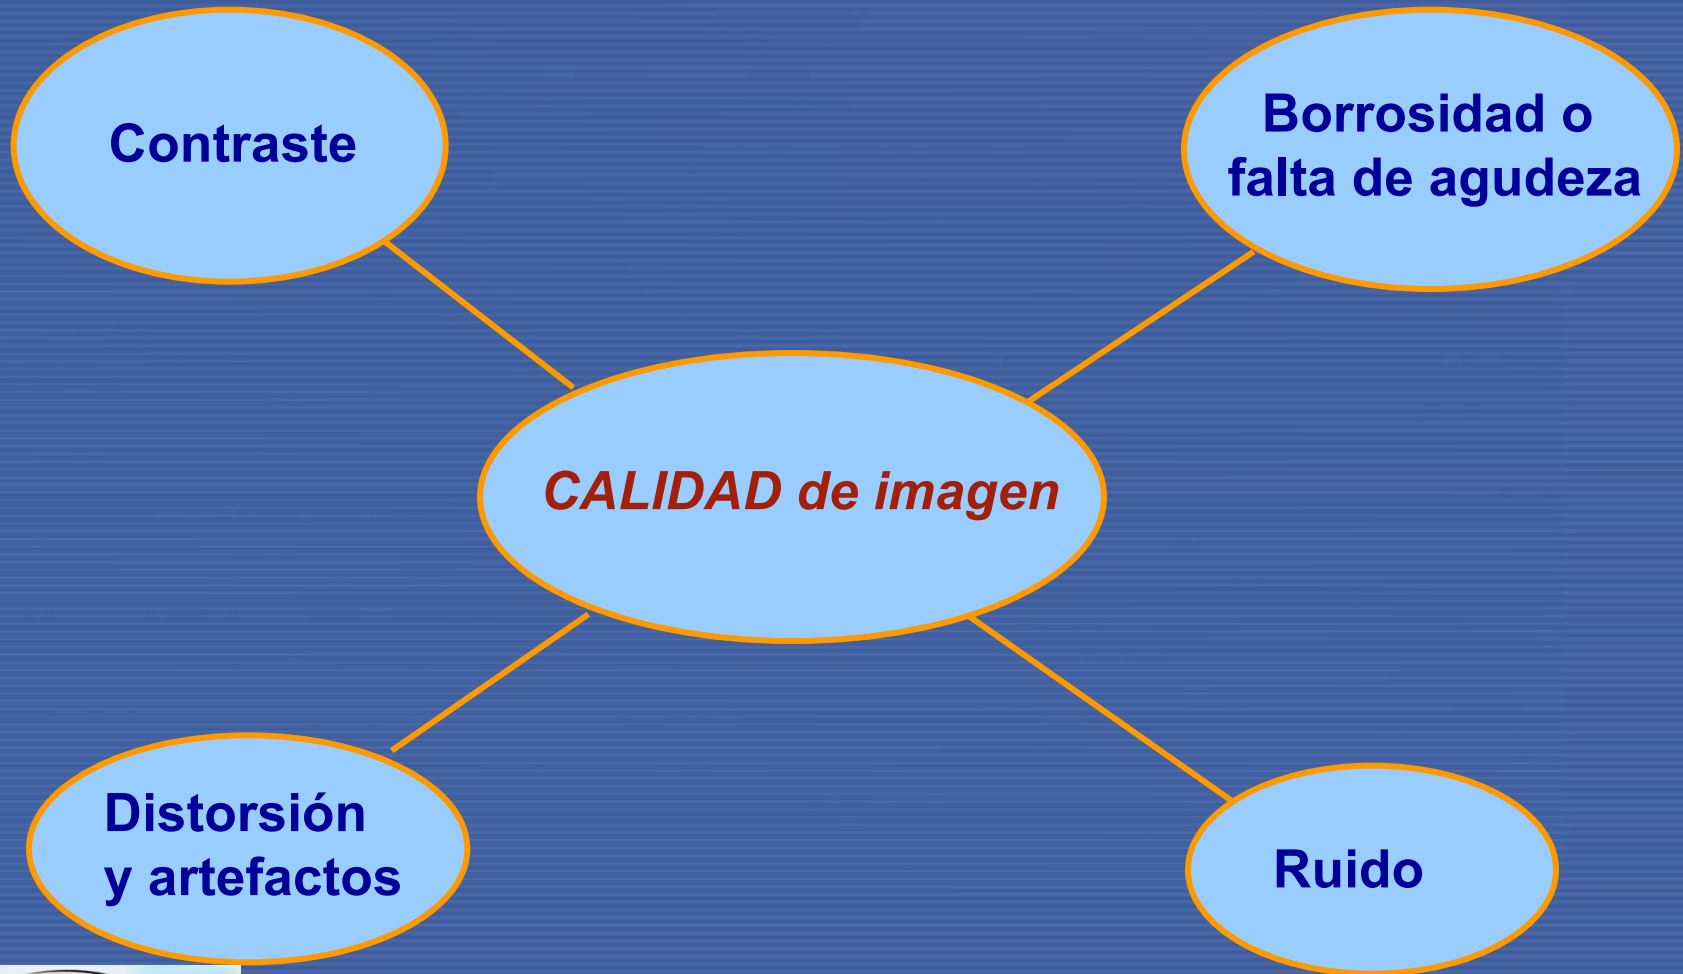 Contraste
Borrosidad o
falta de agudeza
CALIDAD de imagen
Distorsión
y artefactos
Ruido